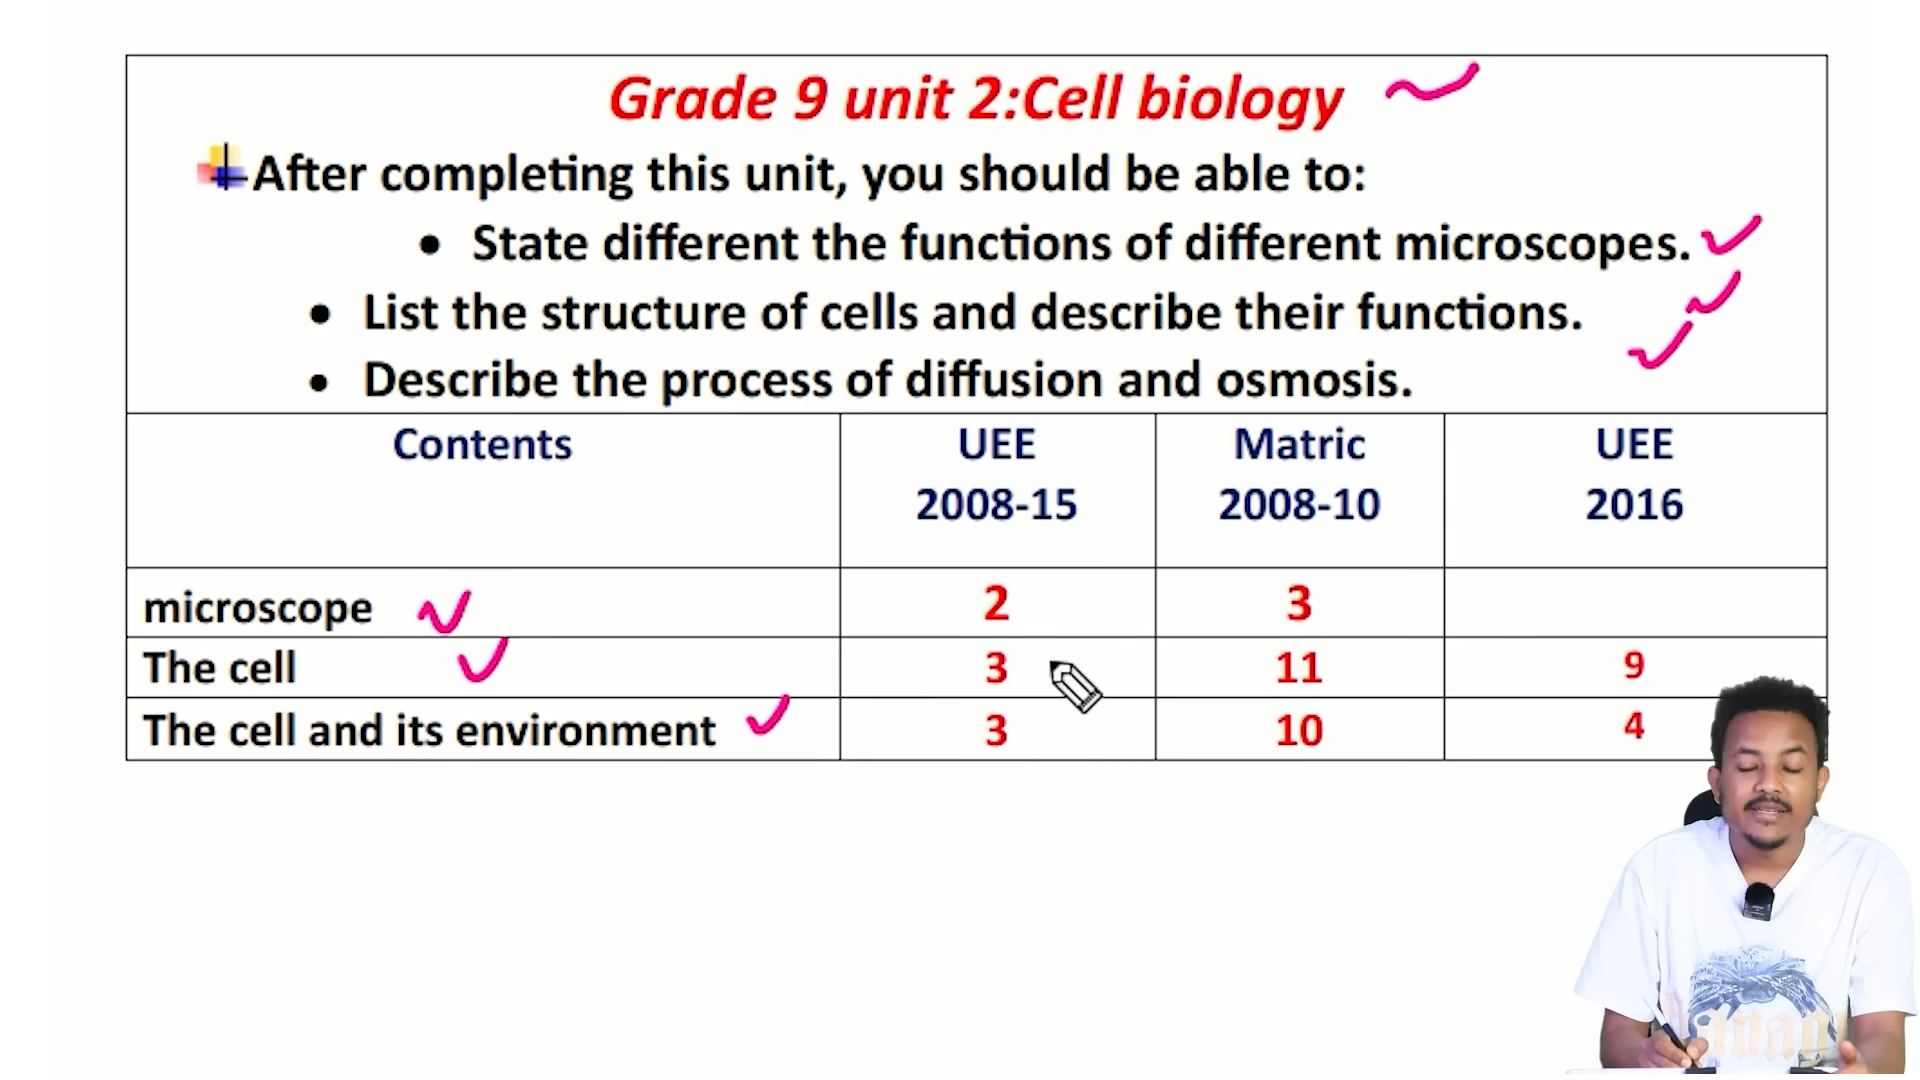 Grade 9 unit 2:Cell biology
After completing this unit, you should be able to:
• State different the functions of different microscopes.
• List the structure of cells and describe their functions.
• Describe the process of diffusion and osmosis.
Contents UEE 2008-15 Matric 2008-10 UEE 2016
microscope 2 3
The cell 3 11 9
The cell and its environment 3 10 4